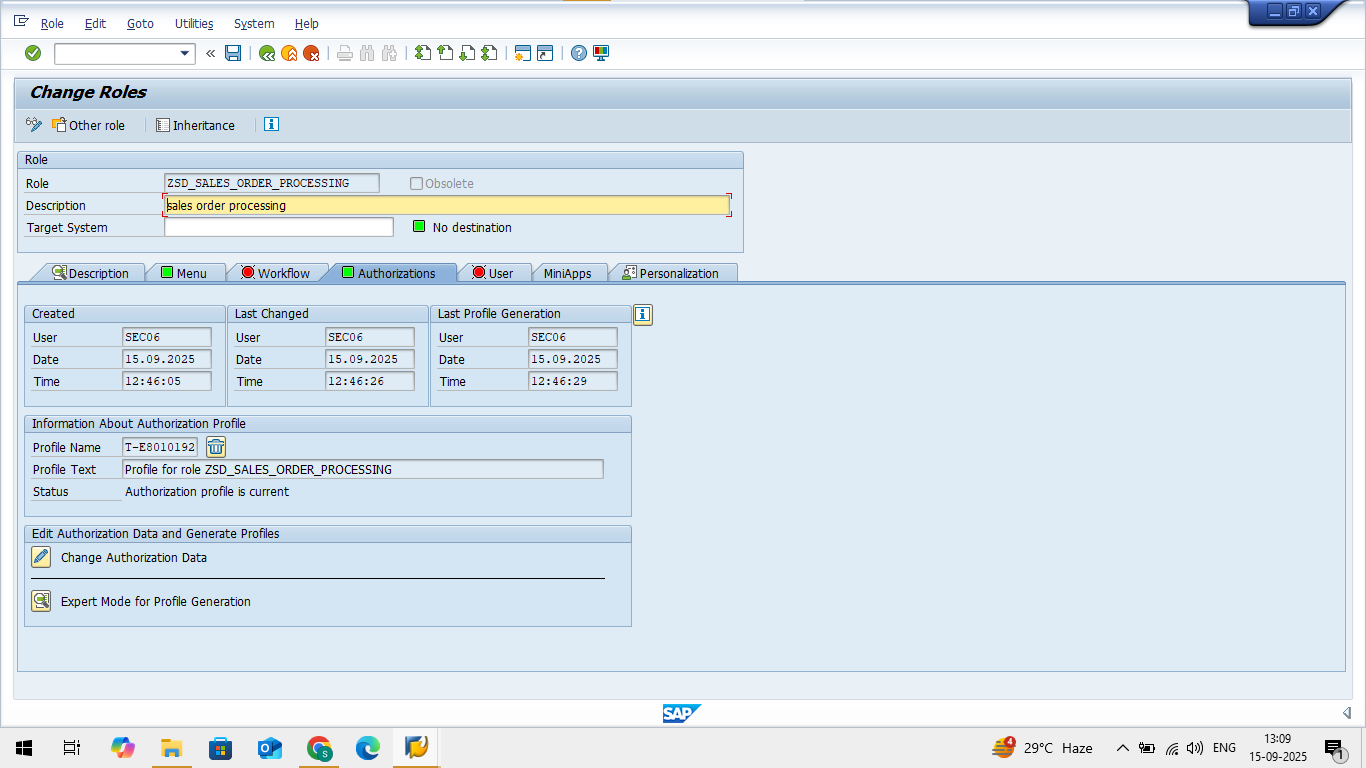 Role Edit Goto Utilities System Help
Change Roles
Other role Inheritance
Role
Role ZSD_SALES_ORDER_PROCESSING Obsolete
Description sales order processing
Target System No destination
Description Menu Workflow Authorizations User MiniApps Personalization
Created Last Changed Last Profile Generation
User SEC06 User SEC06 User SEC06
Date 15.09.2025 Date 15.09.2025 Date 15.09.2025
Time 12:46:05 Time 12:46:26 Time 12:46:29
Information About Authorization Profile
Profile Name T-E8010192
Profile Text Profile for role ZSD_SALES_ORDER_PROCESSING
Status Authorization profile is current
Edit Authorization Data and Generate Profiles
Change Authorization Data
Expert Mode for Profile Generation
SAP
4 29°C Haze ENG 13:09
S 15-09-2025 1